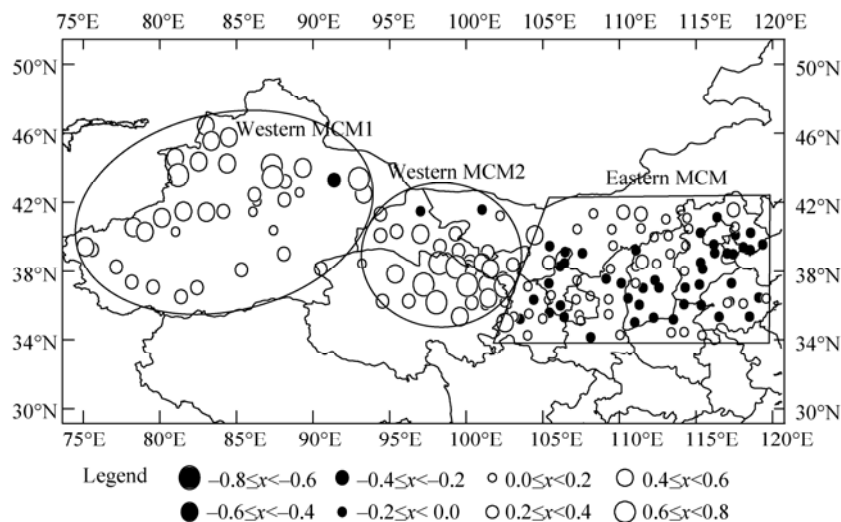 75°E 80°E 85°E 90°E 95°E 100°E 105°E 110°E 115°E 120°E
50°N 50°N
46°N 46°N
Western MCM1
Western MCM2
Eastern MCM
42°N 42°N
38°N 38°N
34°N 34°N
30°N 30°N
75°E 80°E 85°E 90°E 95°E 100°E 105°E 110°E 115°E 120°E
Legend −0.8≤x<−0.6 −0.4≤x<−0.2 0.0≤x<0.2 0.4≤x<0.6
−0.6≤x<−0.4 −0.2≤x< 0.0 0.2≤x<0.4 0.6≤x<0.8